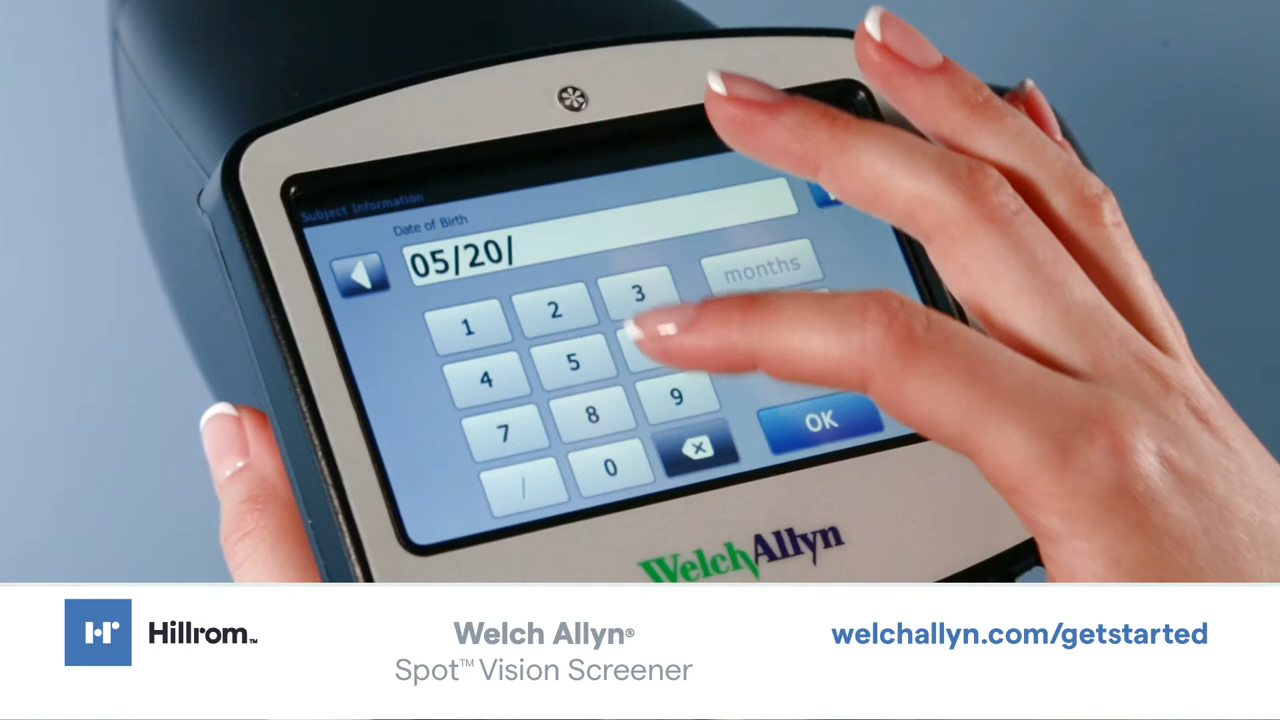 Subject Information
Date of Birth
05/20/
1 2 3 months
4 5
7 8 9 OK
/ 0
WelchAllyn
Hillrom™
Welch Allyn®
Spot™ Vision Screener
welchallyn.com/getstarted